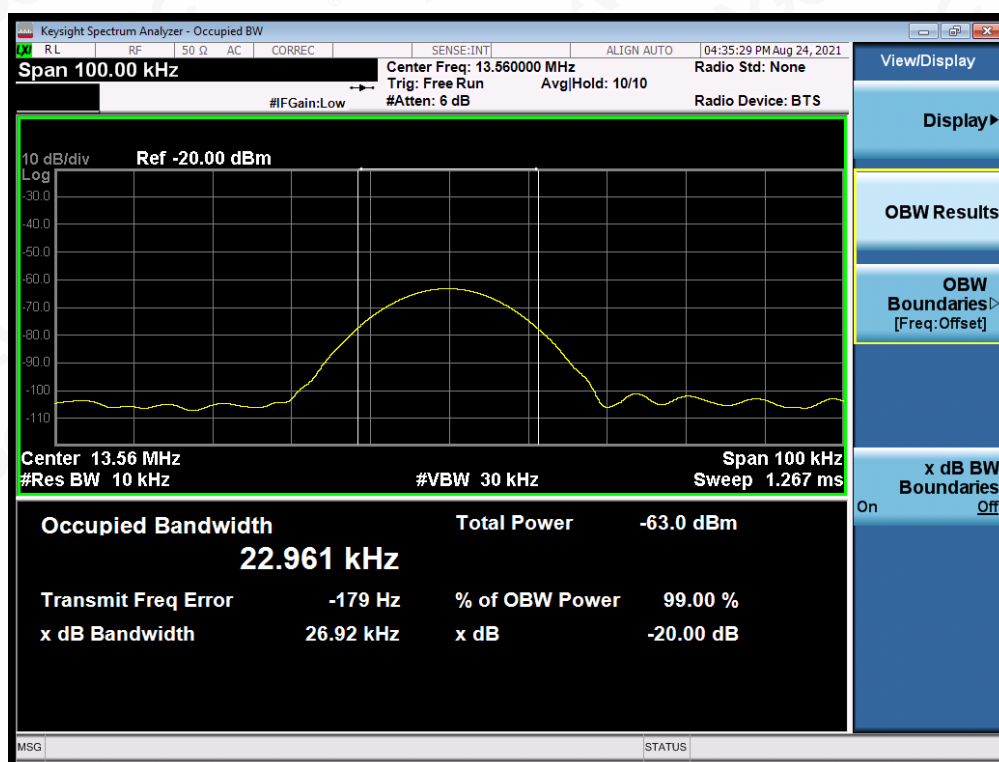 Keysight Spectrum Analyzer - Occupied BW
LXI RL RF 50 Ω AC CORREC SENSE:INT ALIGN AUTO 04:35:29 PM Aug 24, 2021
Span 100.00 kHz
Center Freq: 13.560000 MHz Radio Std: None
Trig: Free Run Avg|Hold: 10/10
#IFGain:Low #Atten: 6 dB Radio Device: BTS
10 dB/div Ref -20.00 dBm
Log
-30.0
-40.0
-50.0
-60.0
-70.0
-80.0
-90.0
-100
-110
Center 13.56 MHz Span 100 kHz
#Res BW 10 kHz #VBW 30 kHz Sweep 1.267 ms
Occupied Bandwidth Total Power -63.0 dBm
22.961 kHz
Transmit Freq Error -179 Hz % of OBW Power 99.00 %
x dB Bandwidth 26.92 kHz x dB -20.00 dB
MSG STATUS
View/Display
Display
OBW Results
OBW
Boundaries
[Freq:Offset]
x dB BW
Boundaries
On Off